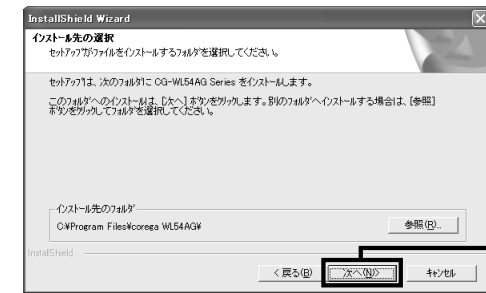 InstallShield Wizard
インストール先の選択
セットアップがファイルをインストールするフォルダを選択してください。
セットアップは、次のフォルダに CG-WL54AG Series をインストールします。
このフォルダへのインストールは、[次へ] ボタンをクリックします。別のフォルダへインストールする場合は、[参照]
ボタンをクリックしてフォルダを選択してください。
インストール先のフォルダ
C:¥Program Files¥corega WL54AG¥
参照(R)...
InstallShield
< 戻る(B)
次へ(N)>
キャンセル